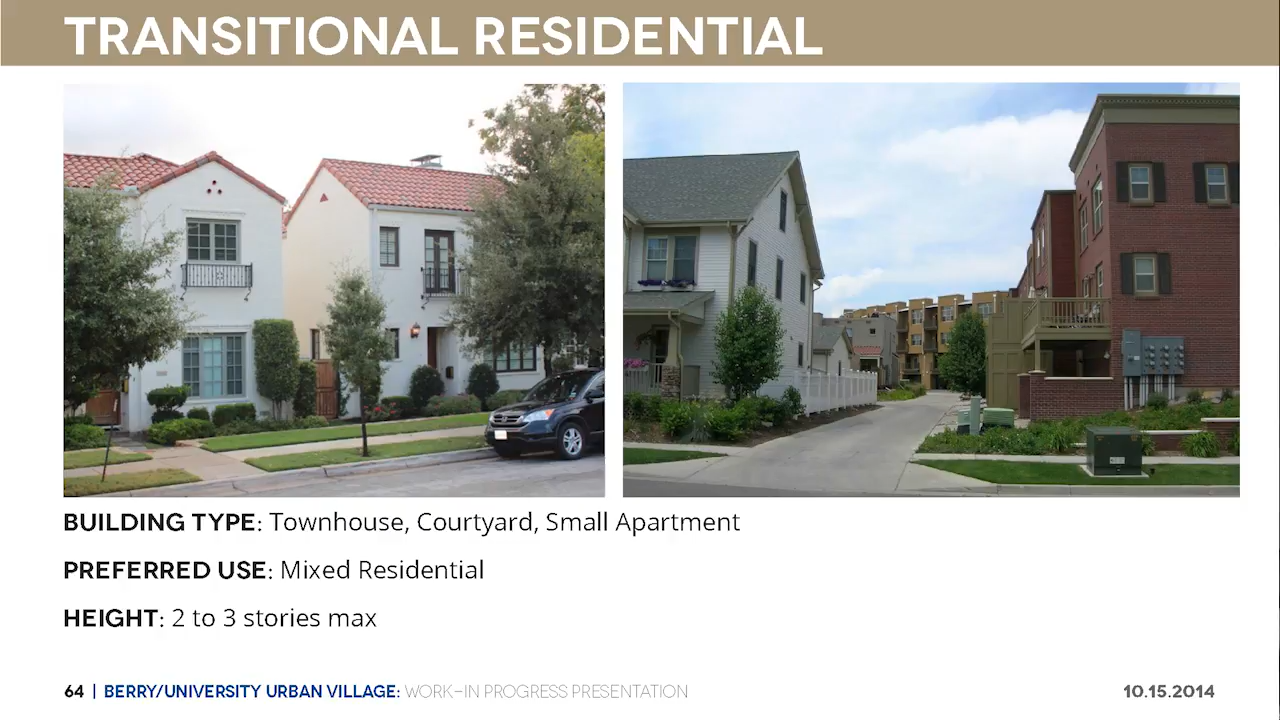 TRANSITIONAL RESIDENTIAL
BUILDING TYPE: Townhouse, Courtyard, Small Apartment
PREFERRED USE: Mixed Residential
HEIGHT: 2 to 3 stories max
64 | BERRY/UNIVERSITY URBAN VILLAGE: WORK-IN PROGRESS PRESENTATION 10.15.2014